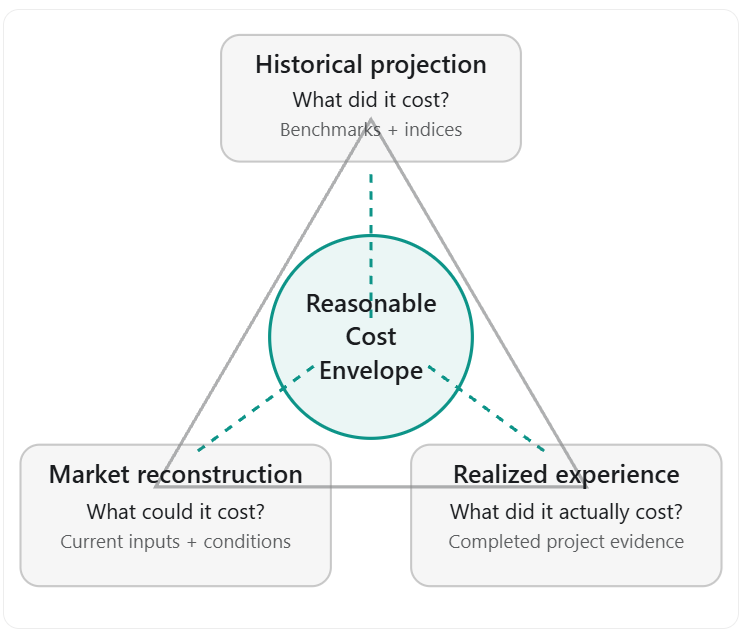 Historical projection
What did it cost?
Benchmarks + indices
Reasonable
Cost
Envelope
Market reconstruction
What could it cost?
Current inputs + conditions
Realized experience
What did it actually cost?
Completed project evidence